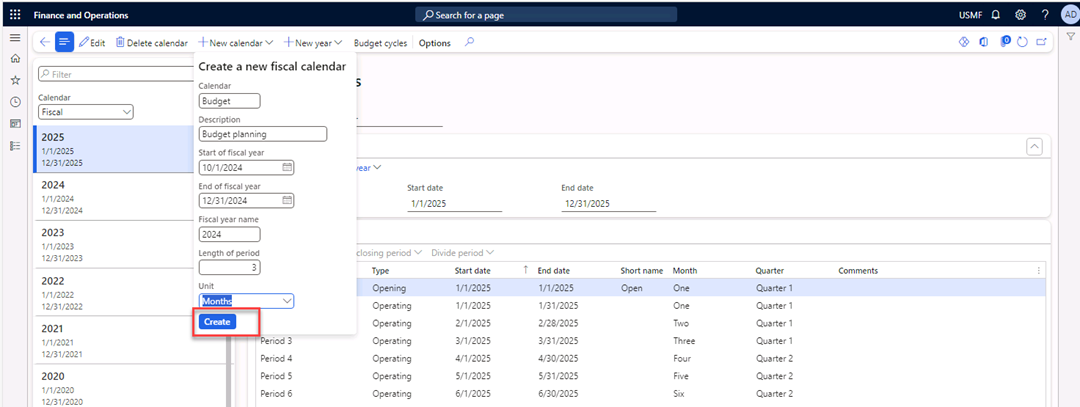 Finance and Operations
Search for a page
USMF
?
AD
Edit
Delete calendar
New calendar
New year
Budget cycles
Options
0
Filter
Calendar
Fiscal
2025
1/1/2025
12/31/2025
2024
1/1/2024
12/31/2024
2023
1/1/2023
12/31/2023
2022
1/1/2022
12/31/2022
2021
1/1/2021
12/31/2021
2020
1/1/2020
12/31/2020
Create a new fiscal calendar
Calendar
Budget
Description
Budget planning
Start of fiscal year
10/1/2024
End of fiscal year
12/31/2024
Fiscal year name
2024
Length of period
3
Unit
Months
Create
s
year
Start date
End date
1/1/2025
12/31/2025
closing period
Divide period
Type Start date End date Short name Month Quarter Comments
Opening 1/1/2025 1/1/2025 Open One Quarter 1
Operating 1/1/2025 1/31/2025 One Quarter 1
Operating 2/1/2025 2/28/2025 Two Quarter 1
Period 3 Operating 3/1/2025 3/31/2025 Three Quarter 1
Period 4 Operating 4/1/2025 4/30/2025 Four Quarter 2
Period 5 Operating 5/1/2025 5/31/2025 Five Quarter 2
Period 6 Operating 6/1/2025 6/30/2025 Six Quarter 2